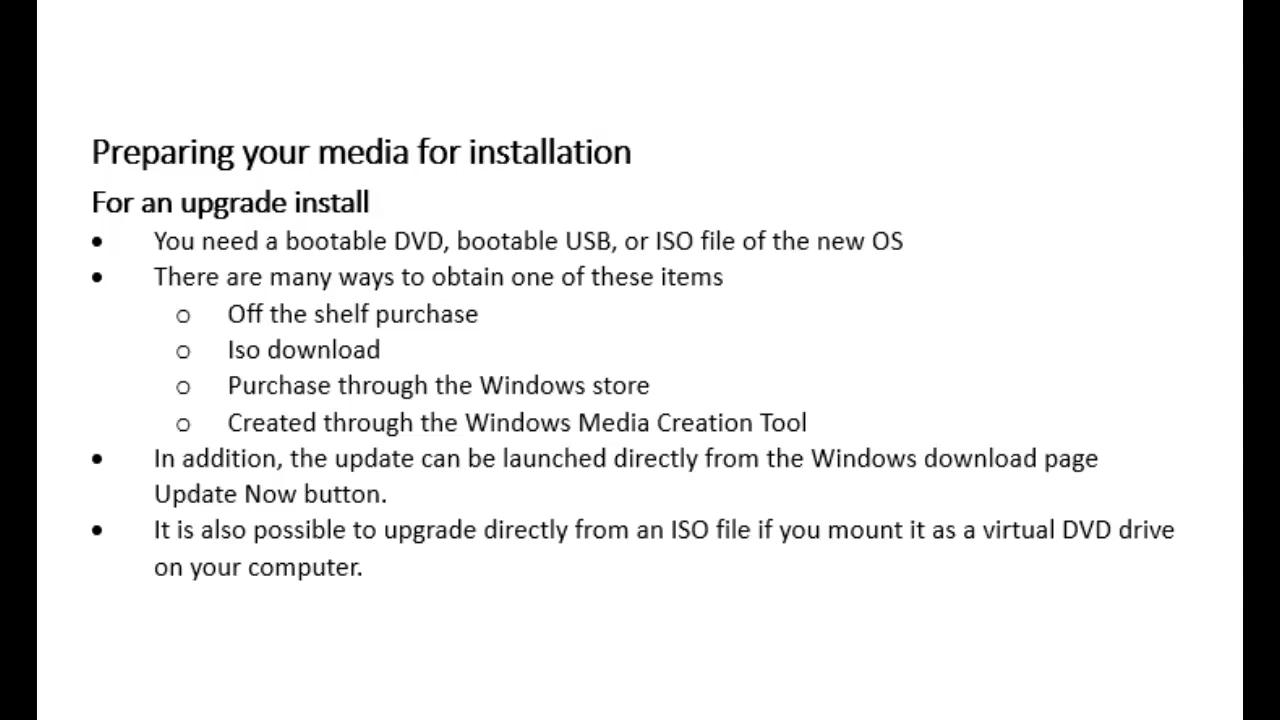 Preparing your media for installation
For an upgrade install
• You need a bootable DVD, bootable USB, or ISO file of the new OS
• There are many ways to obtain one of these items
o Off the shelf purchase
o Iso download
o Purchase through the Windows store
o Created through the Windows Media Creation Tool
• In addition, the update can be launched directly from the Windows download page
Update Now button.
• It is also possible to upgrade directly from an ISO file if you mount it as a virtual DVD drive
on your computer.